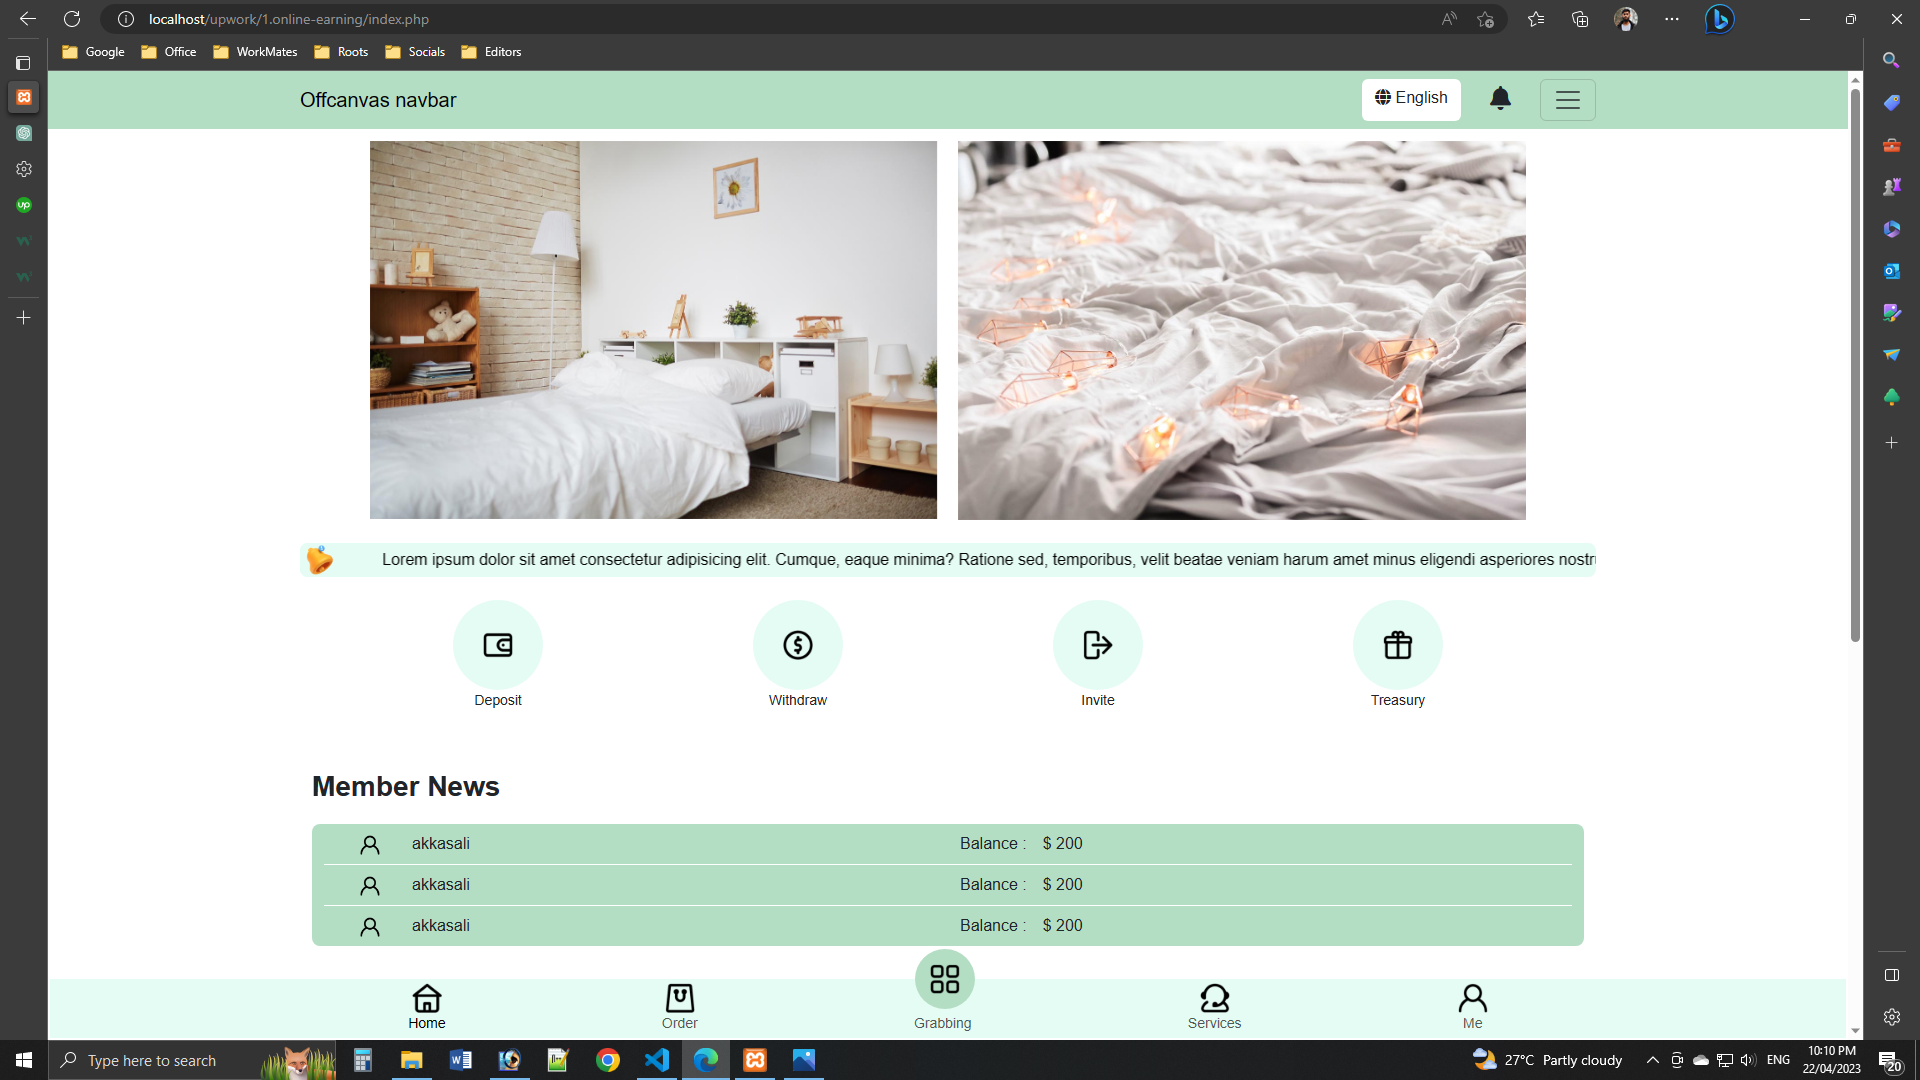 localhost/upwork/1.online-earning/index.php
Google Office WorkMates Roots Socials Editors
Offcanvas navbar English
Lorem ipsum dolor sit amet consectetur adipisicing elit. Cumque, eaque minima? Ratione sed, temporibus, velit beatae veniam harum amet minus eligendi asperiores nostr
Deposit Withdraw Invite Treasury
Member News
akkasali Balance : $ 200
akkasali Balance : $ 200
akkasali Balance : $ 200
Home Order Grabbing Services Me
Type here to search 27°C Partly cloudy ENG 10:10 PM
22/04/2023 20